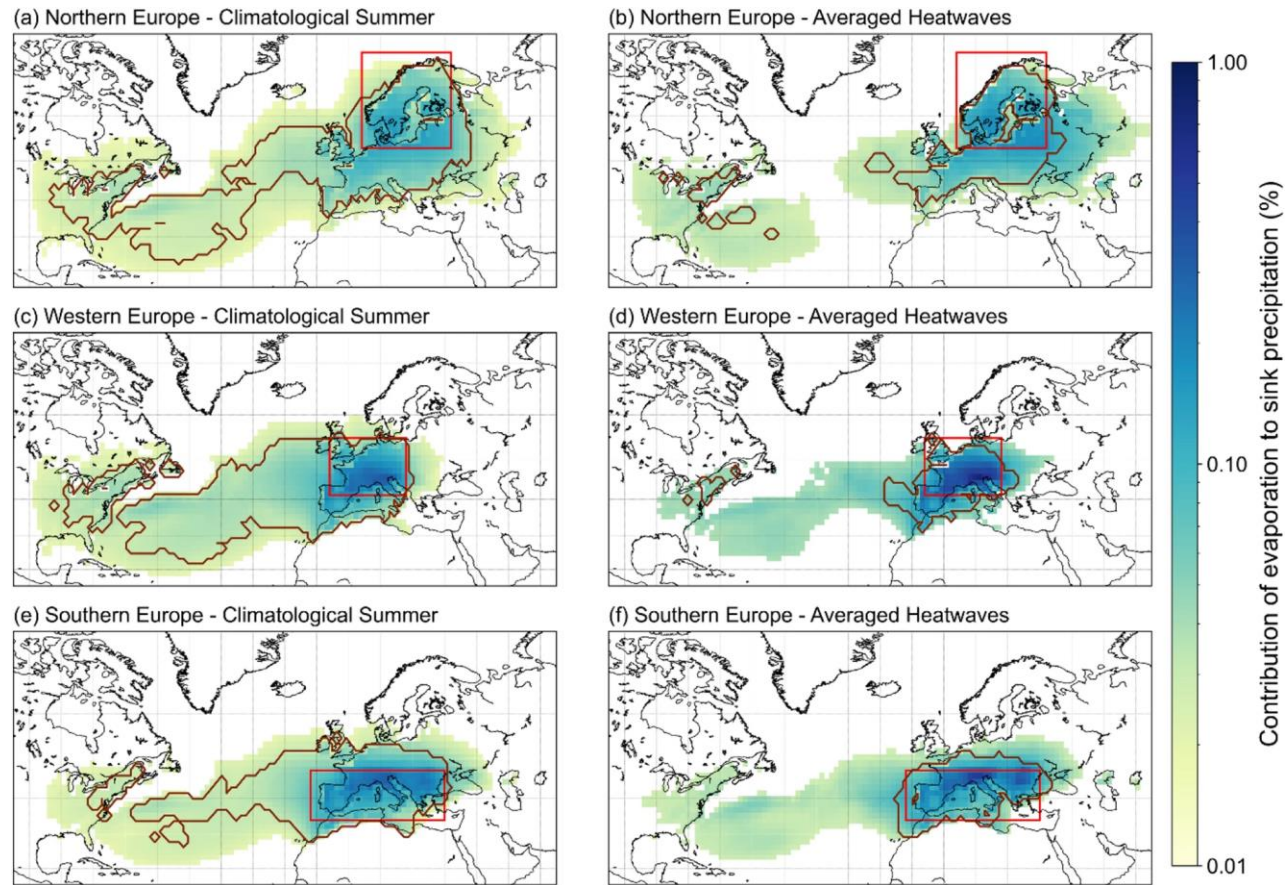 (a) Northern Europe - Climatological Summer
(b) Northern Europe - Averaged Heatwaves
(c) Western Europe - Climatological Summer
(d) Western Europe - Averaged Heatwaves
(e) Southern Europe - Climatological Summer
(f) Southern Europe - Averaged Heatwaves
1.00
0.10
0.01
Contribution of evaporation to sink precipitation (%)